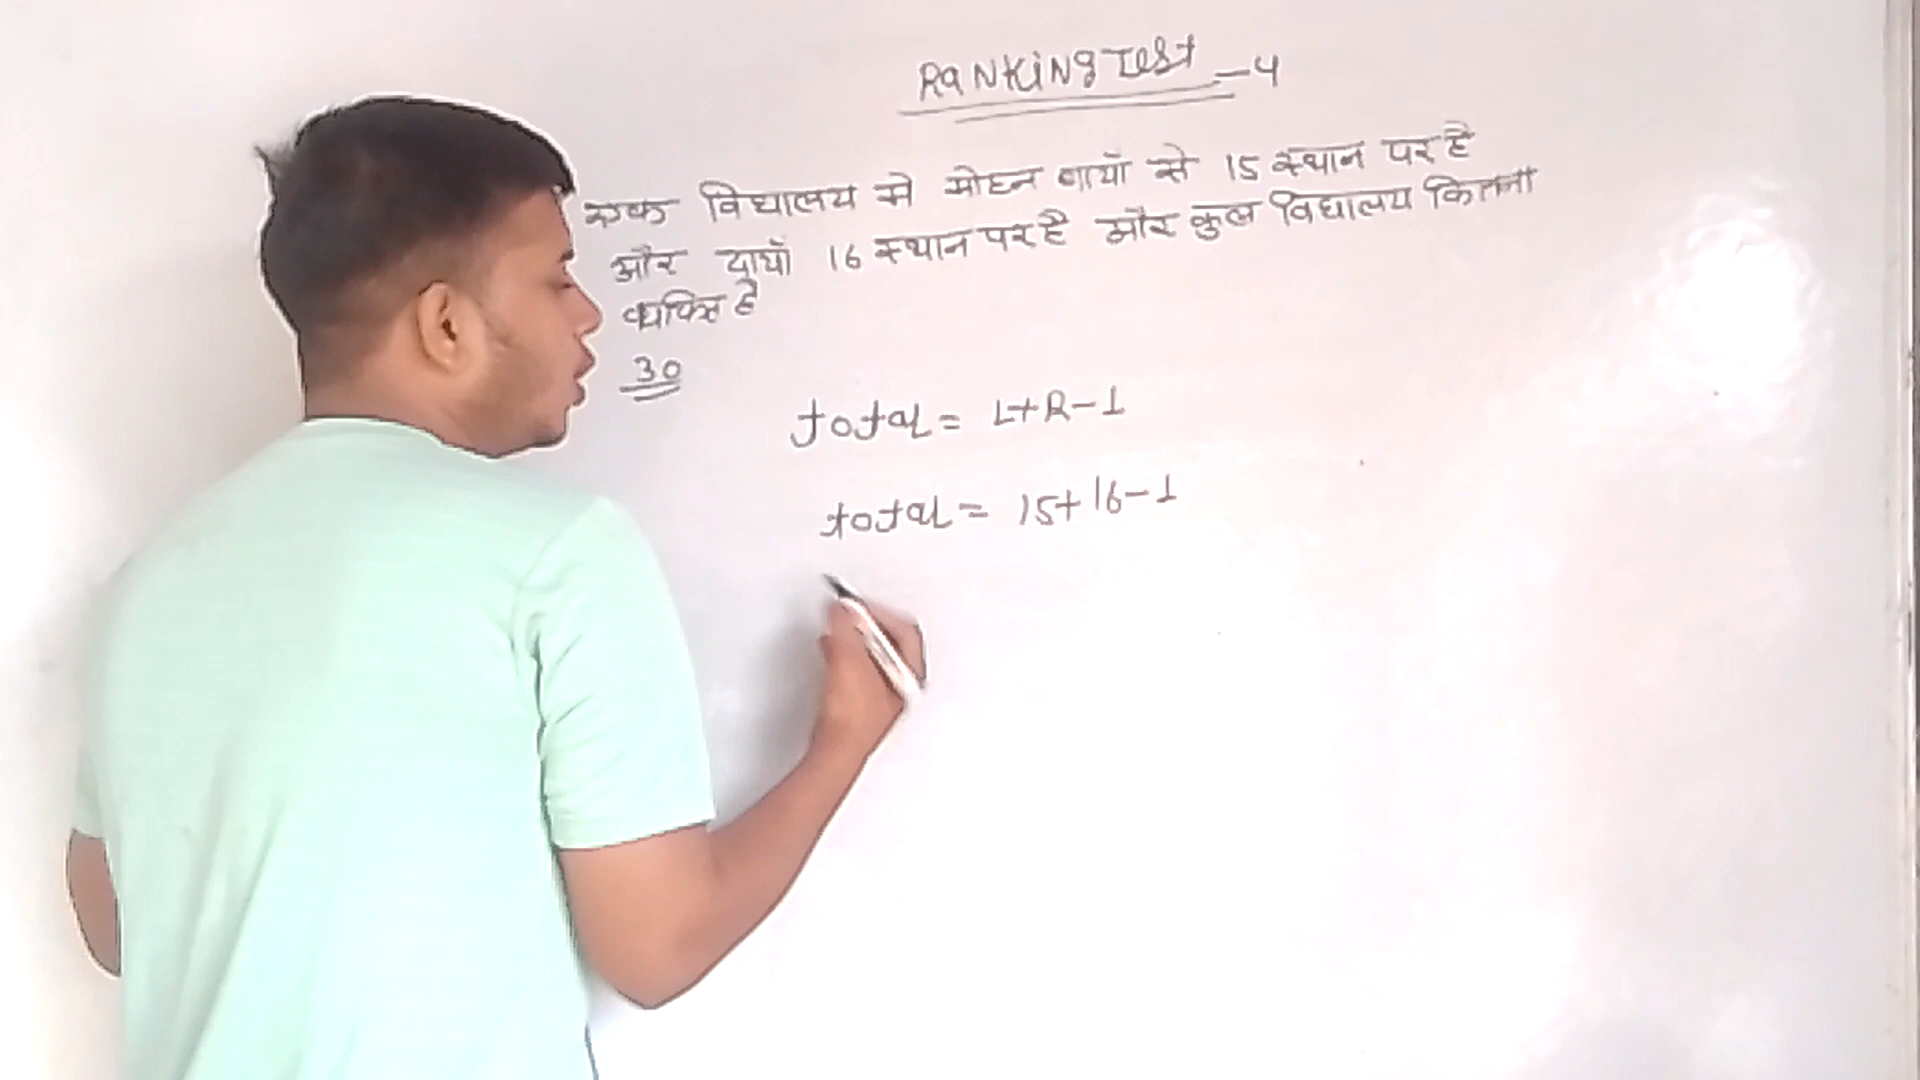 Ranking Test - 4
एक विद्यालय मे मोहन बायाँ से 15 स्थान पर है
और दायाँ 16 स्थान पर है और कुल विद्यालय कितना
व्यक्ति है
30
total = L+R-1
total = 15+16-1